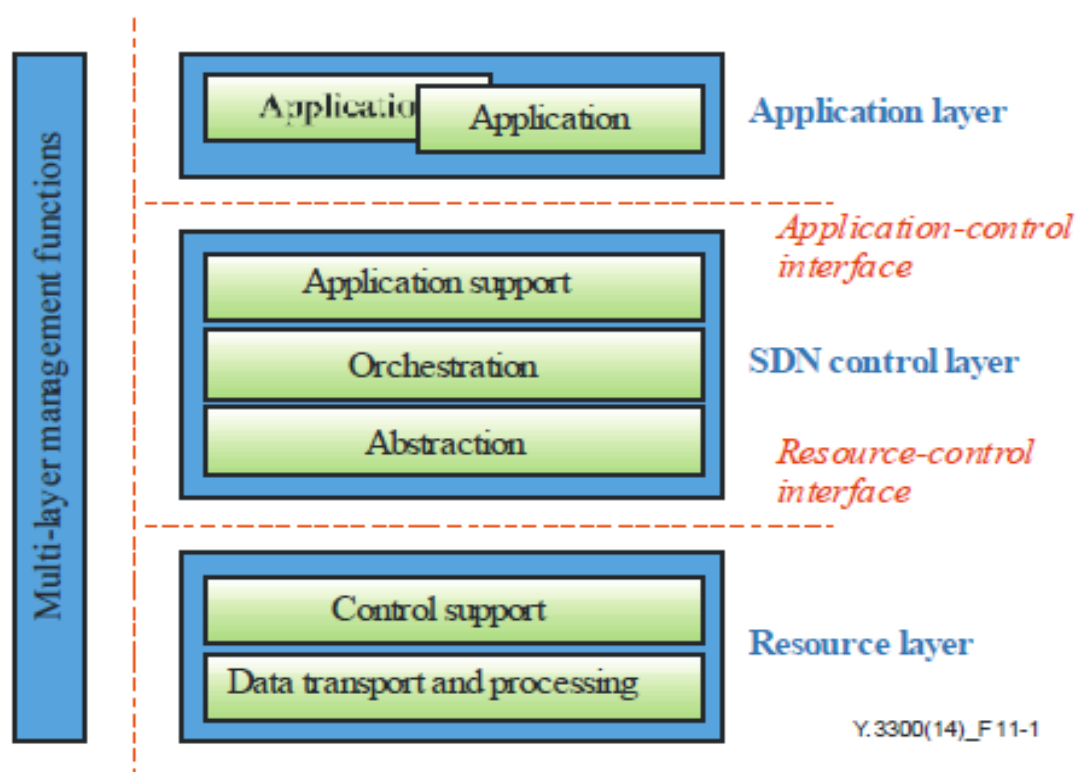 Multi-layer management functions
Applicatio
Application
Application layer
Application-control
interface
Application support
Orchestration
SDN control layer
Abstraction
Resource-control
interface
Control support
Resource layer
Data transport and processing
Y.3300(14)_F11-1